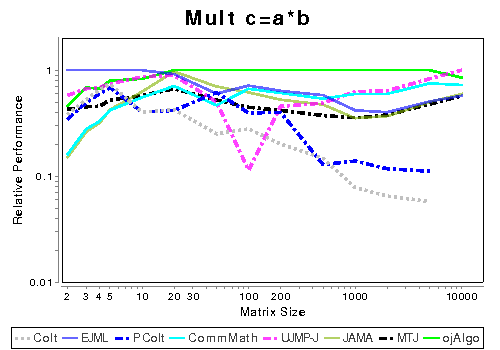 Mult c=a*b
Relative Performance
1
0.1
0.01
2 3 4 5 10 20 30 100 200 1000 10000
Matrix Size
Colt EJML PColt CommMath UJMP-J JAMA MTJ ojAlgo